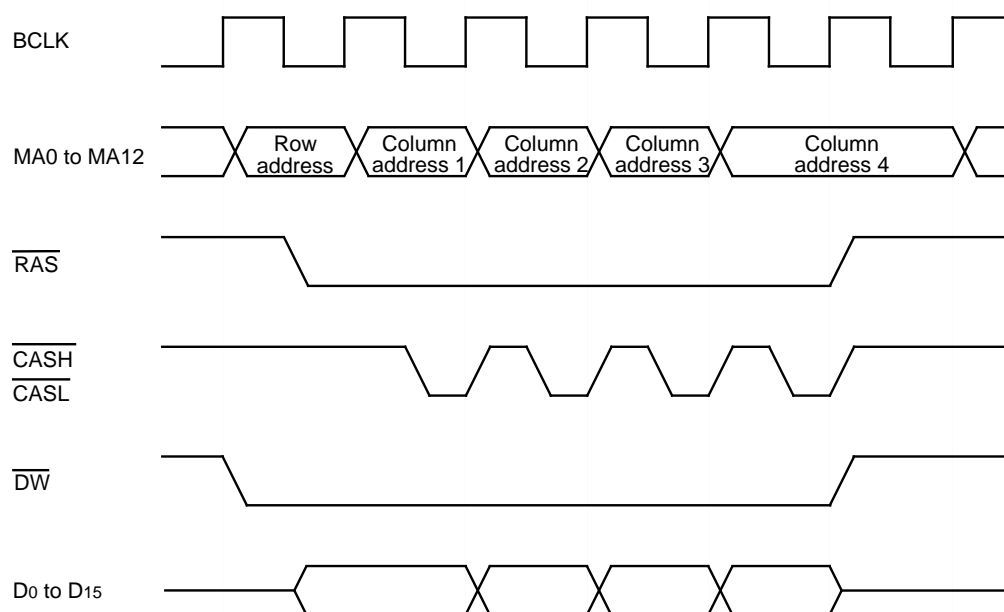 BCLK
MA0 to MA12
Row
address
Column
address 1
Column
address 2
Column
address 3
Column
address 4
RAS
CASH
CASL
DW
D0 to D15